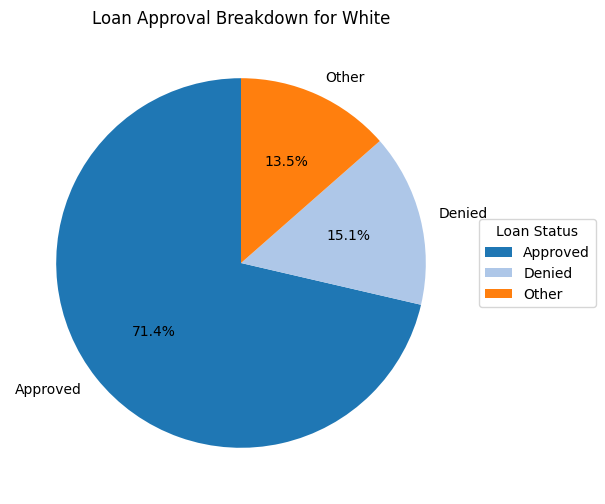 Loan Approval Breakdown for White
Other
13.5%
Denied
15.1%
Loan Status
Approved
Denied
Other
71.4%
Approved